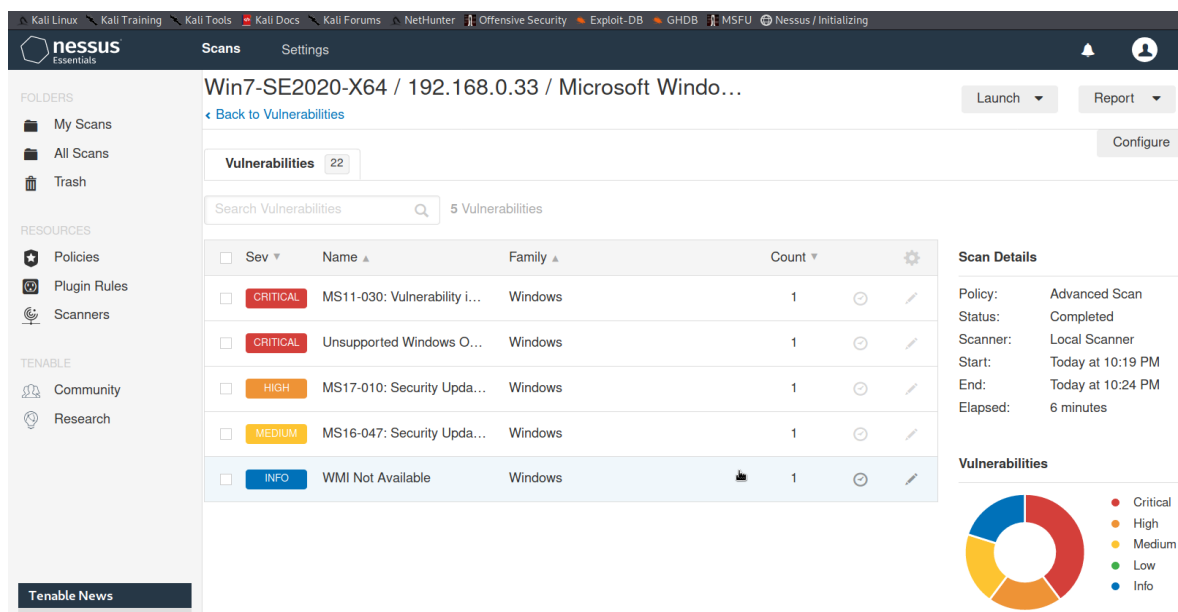 Kali Linux Kali Training Kali Tools Kali Docs Kali Forums NetHunter Offensive Security Exploit-DB GHDB MSFU Nessus / Initializing
nessus Essentials Scans Settings
Win7-SE2020-X64 / 192.168.0.33 / Microsoft Windo...
Back to Vulnerabilities
Launch Report
Configure
FOLDERS
My Scans
All Scans
Trash
RESOURCES
Policies
Plugin Rules
Scanners
TENABLE
Community
Research
Tenable News
Vulnerabilities 22
Search Vulnerabilities 5 Vulnerabilities
Sev Name Family Count
CRITICAL MS11-030: Vulnerability i... Windows 1
CRITICAL Unsupported Windows O... Windows 1
HIGH MS17-010: Security Upda... Windows 1
MEDIUM MS16-047: Security Upda... Windows 1
INFO WMI Not Available Windows 1
Scan Details
Policy: Advanced Scan
Status: Completed
Scanner: Local Scanner
Start: Today at 10:19 PM
End: Today at 10:24 PM
Elapsed: 6 minutes
Vulnerabilities
Critical
High
Medium
Low
Info